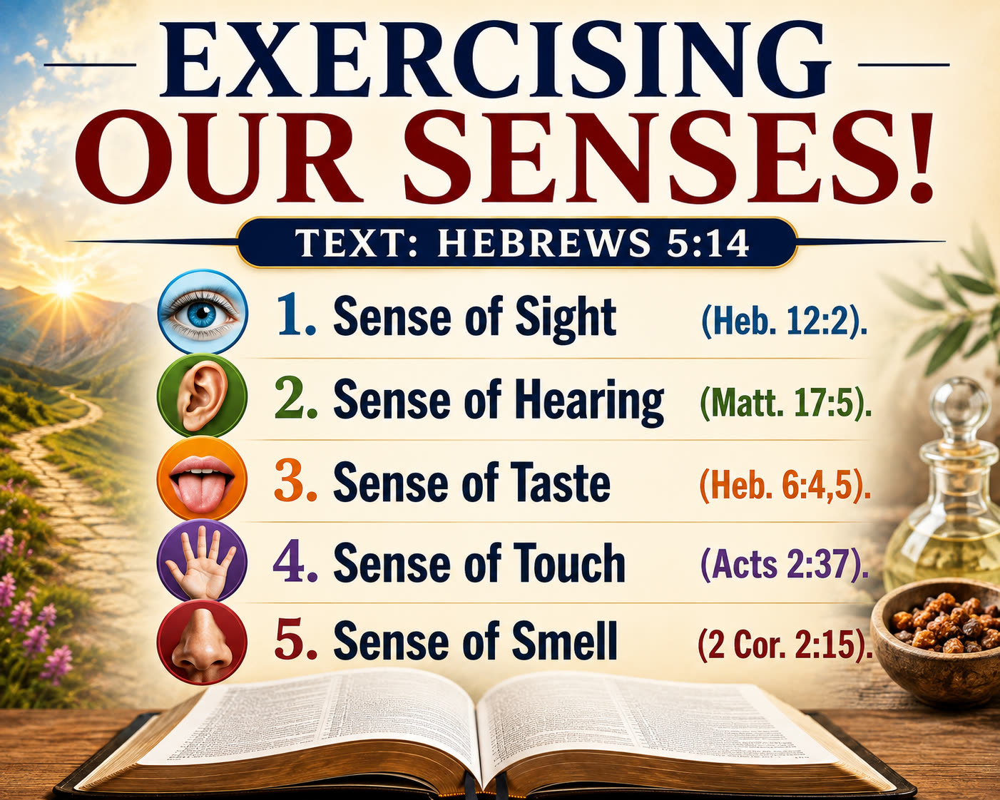 EXERCISING
OUR SENSES!
TEXT: HEBREWS 5:14
1. Sense of Sight (Heb. 12:2).
2. Sense of Hearing (Matt. 17:5).
3. Sense of Taste (Heb. 6:4,5).
4. Sense of Touch (Acts 2:37).
5. Sense of Smell (2 Cor. 2:15).